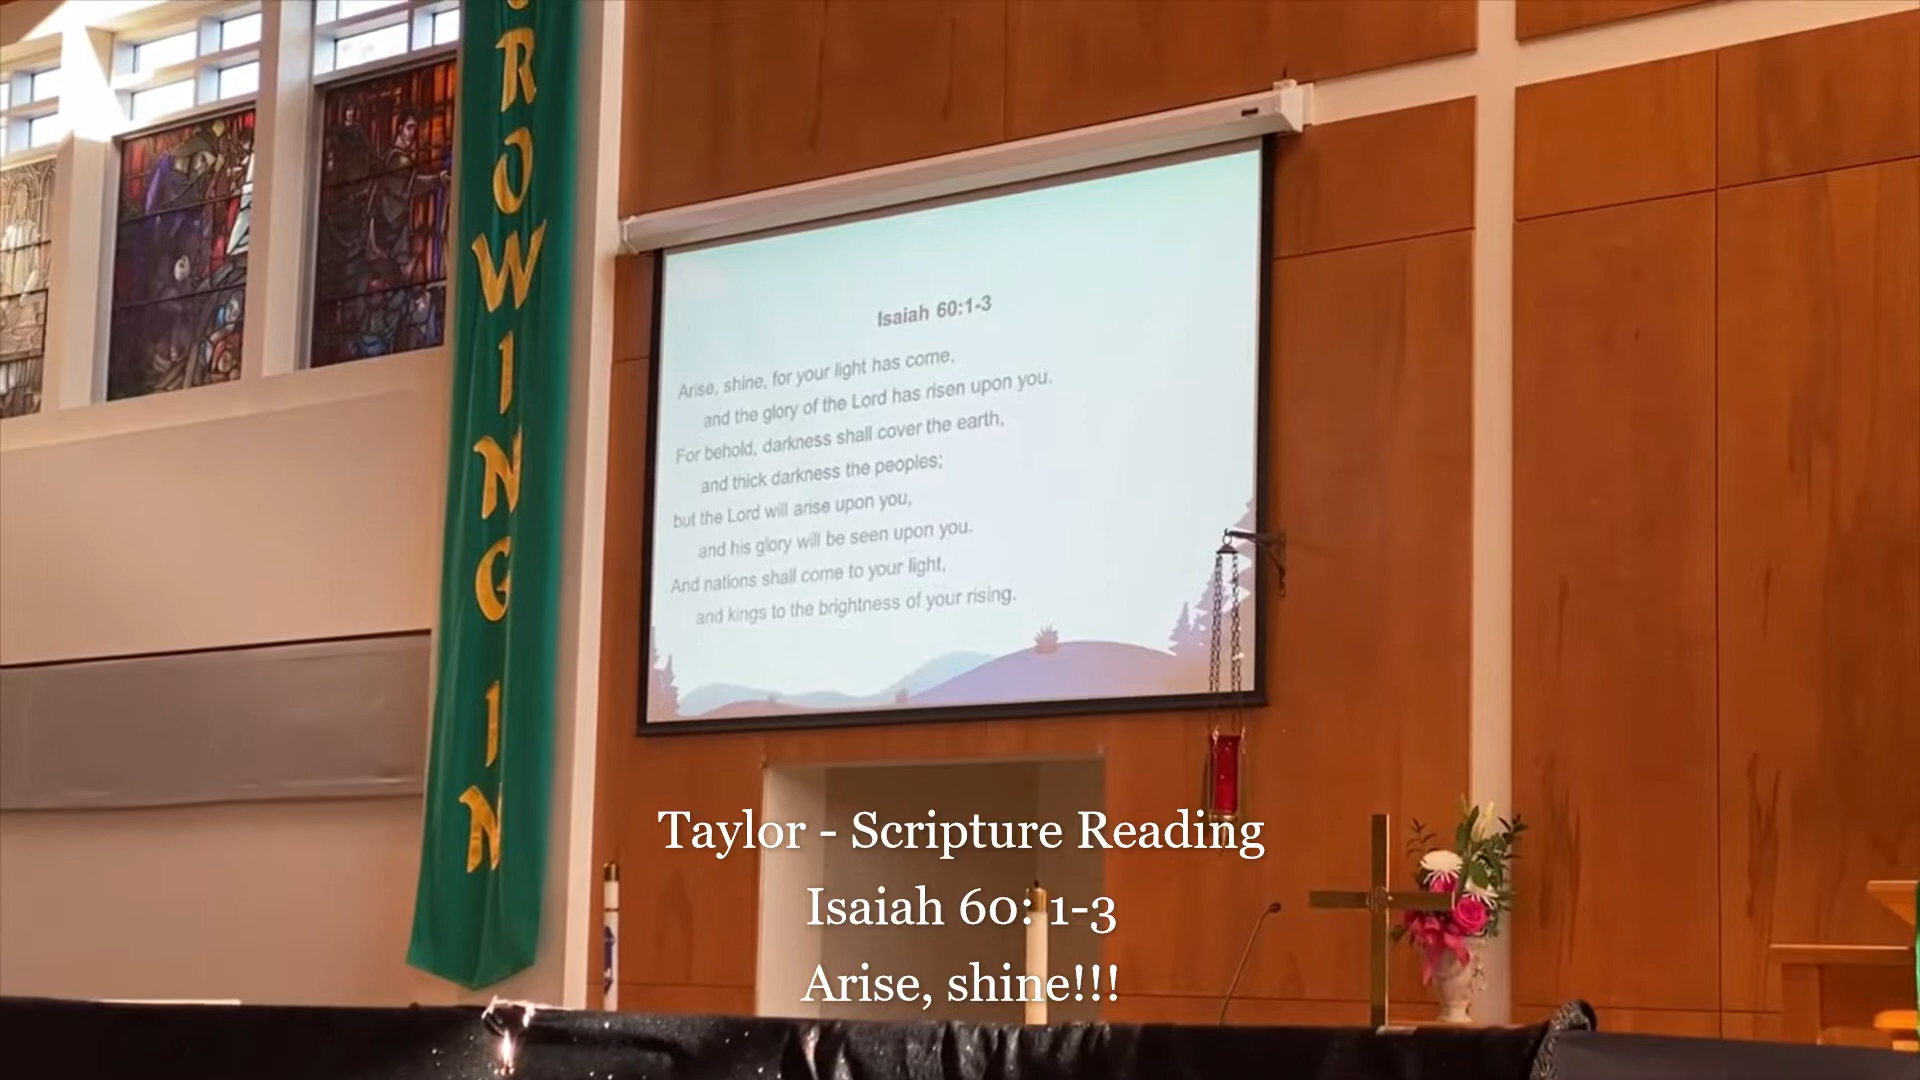 ROWING IN
Isaiah 60:1-3
Arise, shine, for your light has come,
and the glory of the Lord has risen upon you.
For behold, darkness shall cover the earth,
and thick darkness the peoples;
but the Lord will arise upon you,
and his glory will be seen upon you.
And nations shall come to your light,
and kings to the brightness of your rising.
Taylor - Scripture Reading
Isaiah 60: 1-3
Arise, shine!!!